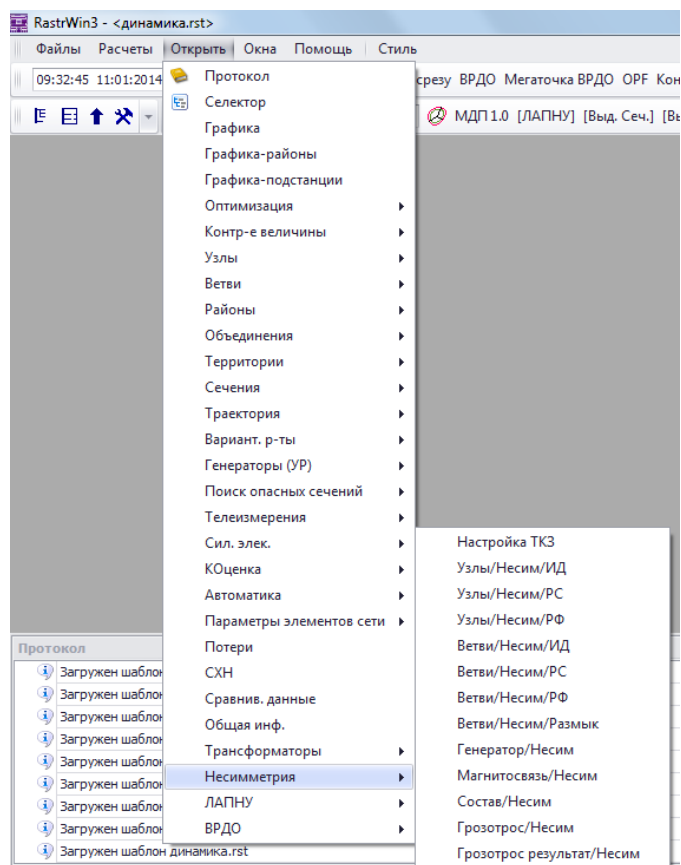 RastrWin3 - <динамика.rst>
Файлы Расчеты Открыть Окна Помощь Стиль
09:32:45 11:01:2014 срезу ВРДО Мегаточка ВРДО OPF Кон
МДП 1.0 [ЛАПНУ] [Выд. Сеч.] [Вы
Протокол
Селектор
Графика
Графика-районы
Графика-подстанции
Оптимизация
Контр-е величины
Узлы
Ветви
Районы
Объединения
Территории
Сечения
Траектория
Вариант. р-ты
Генераторы (УР)
Поиск опасных сечений
Телеизмерения
Сил. элек.
КОценка
Автоматика
Параметры элементов сети
Потери
СХН
Сравнив. данные
Общая инф.
Трансформаторы
Несимметрия
ЛАПНУ
ВРДО
Настройка ТКЗ
Узлы/Несим/ИД
Узлы/Несим/РС
Узлы/Несим/РФ
Ветви/Несим/ИД
Ветви/Несим/РС
Ветви/Несим/РФ
Ветви/Несим/Размык
Генератор/Несим
Магнитосвязь/Несим
Состав/Несим
Грозотрос/Несим
Грозотрос результат/Несим
Протокол
Загружен шаблон
Загружен шаблон
Загружен шаблон
Загружен шаблон
Загружен шаблон
Загружен шаблон
Загружен шаблон
Загружен шаблон
Загружен шаблон динамика.rst